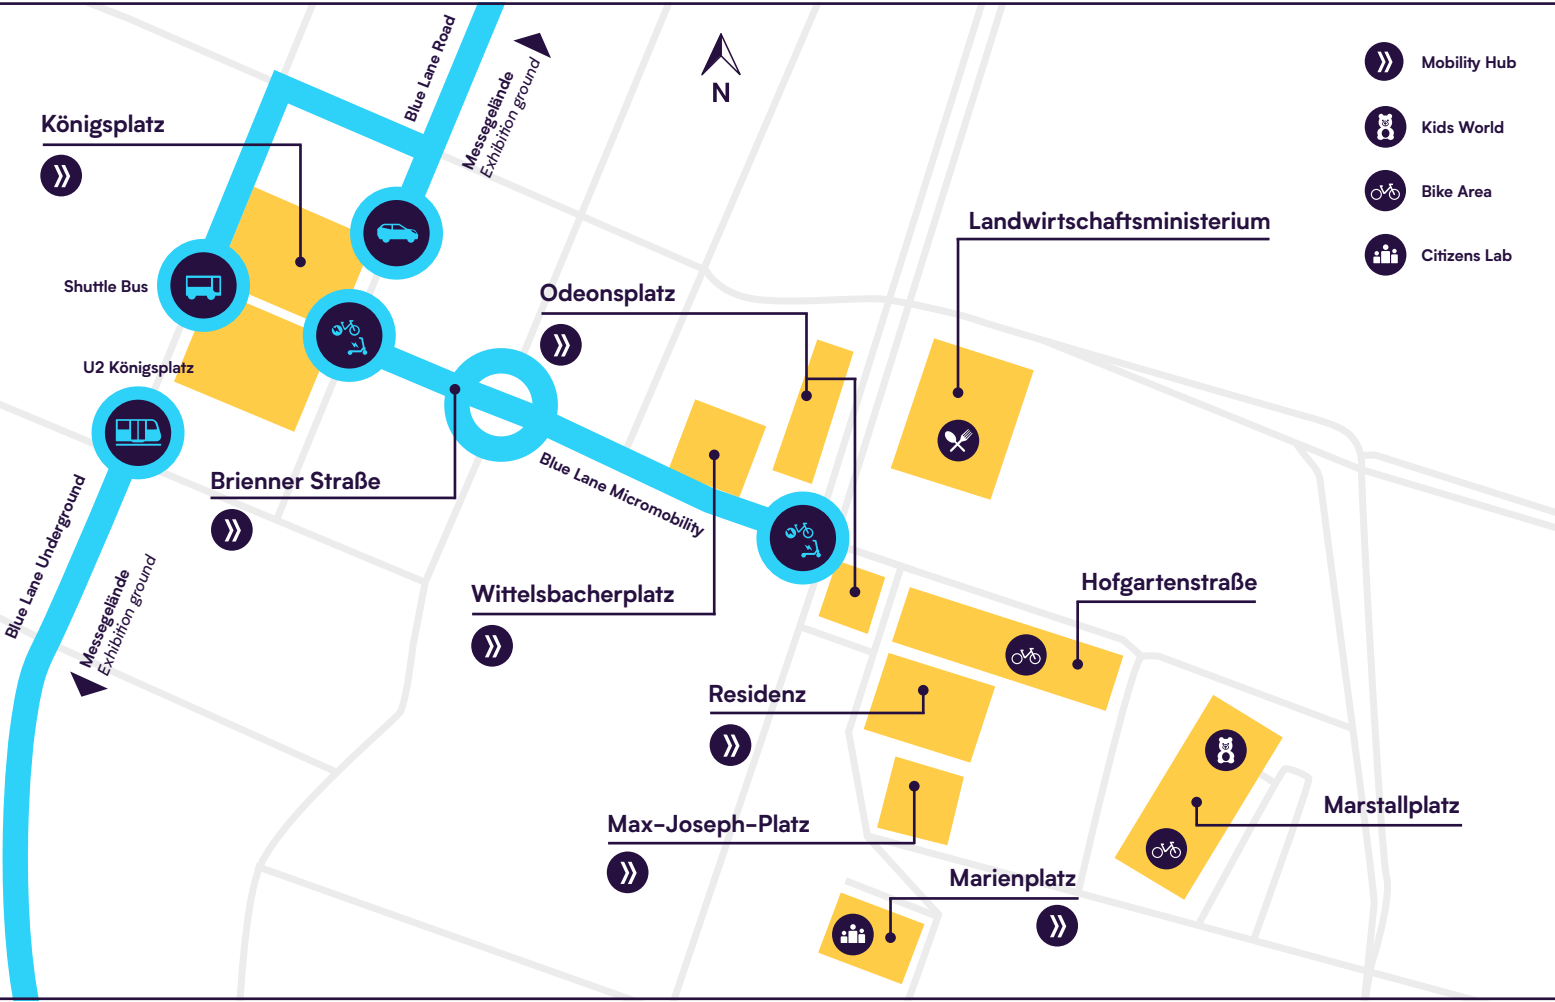 Blue Lane Road
Messegelände
Exhibition ground
N
Mobility Hub
Kids World
Bike Area
Citizens Lab
Königsplatz
Landwirtschaftsministerium
Shuttle Bus
Odeonsplatz
U2 Königsplatz
Brienner Straße
Blue Lane Micromobility
Blue Lane Underground
Messegelände
Exhibition ground
Wittelsbacherplatz
Hofgartenstraße
Residenz
Marstallplatz
Max-Joseph-Platz
Marienplatz